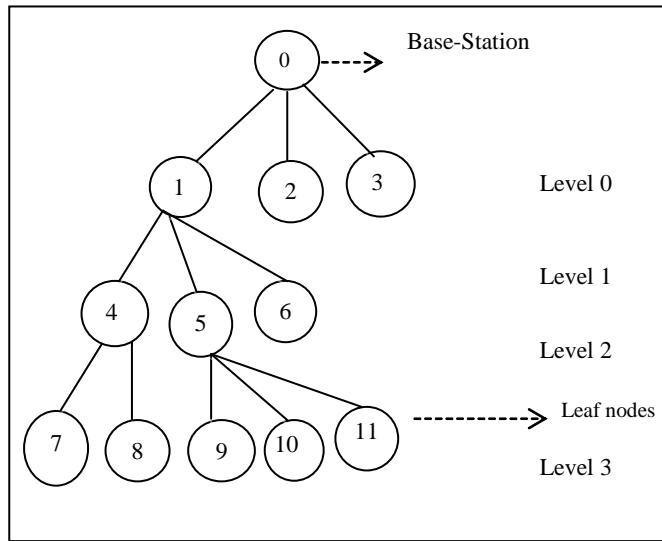 Base-Station
0
1 2 3 Level 0
Level 1
4 5 6
Level 2
7 8 9 10 11 Leaf nodes
Level 3